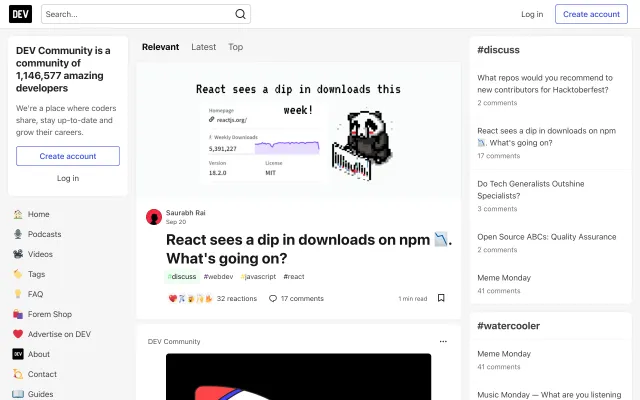 DEV
Search...
Log in
Create account
DEV Community is a
community of
1,146,577 amazing
developers
We're a place where coders
share, stay up-to-date and
grow their careers.
Create account
Log in
Home
Podcasts
Videos
Tags
FAQ
Forem Shop
Advertise on DEV
DEV
About
Contact
Guides
Relevant
Latest
Top
React sees a dip in downloads this
week!
Homepage
reactjs.org/
Weekly Downloads
5,391,227
Version
License
18.2.0
MIT
Saurabh Rai
Sep 20
React sees a dip in downloads on npm 📉.
What's going on?
#discuss #webdev #javascript #react
32 reactions
17 comments
1 min read
DEV Community
#discuss
What repos would you recommend to
new contributors for Hacktoberfest?
2 comments
React sees a dip in downloads on npm
📉. What's going on?
17 comments
Do Tech Generalists Outshine
Specialists?
3 comments
Open Source ABCs: Quality Assurance
2 comments
Meme Monday
41 comments
#watercooler
Meme Monday
41 comments
Music Monday — What are you listening